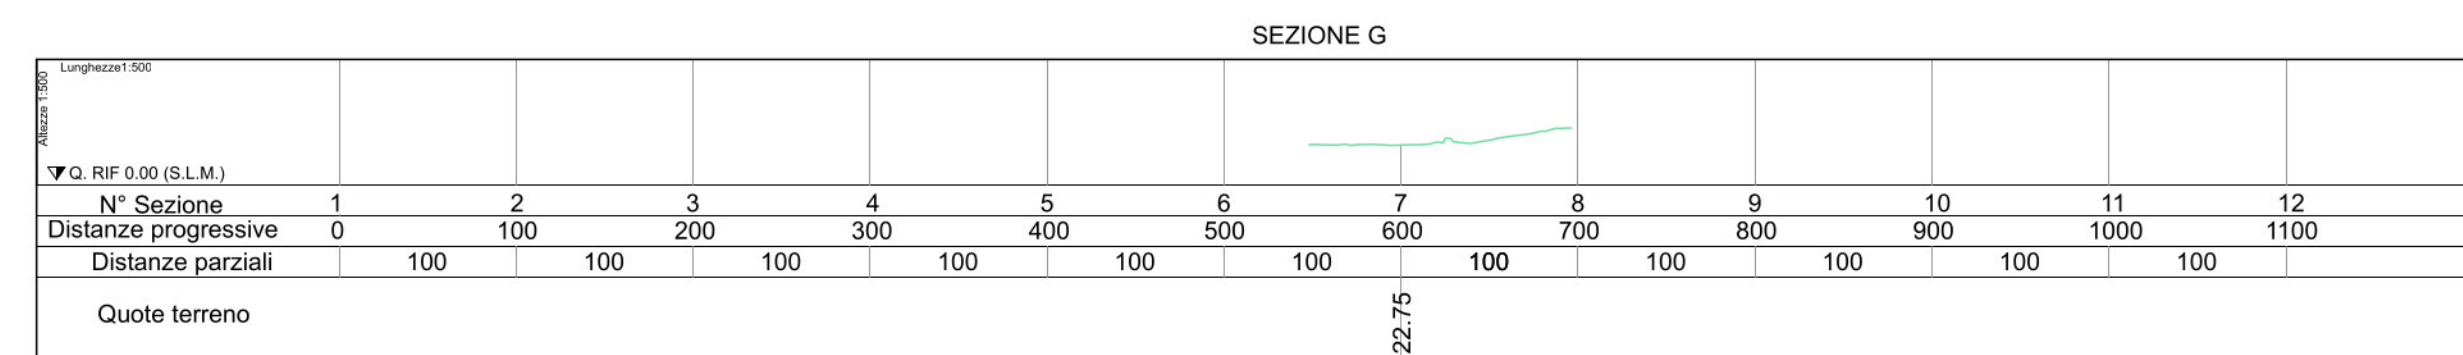 SEZIONE G
Lunghezze1:500
Altezze 1:500
Q. RIF 0.00 (S.L.M.)
N° Sezione 1 2 3 4 5 6 7 8 9 10 11 12
Distanze progressive 0 100 200 300 400 500 600 700 800 900 1000 1100
Distanze parziali 100 100 100 100 100 100 100 100 100 100 100
Quote terreno 22.75